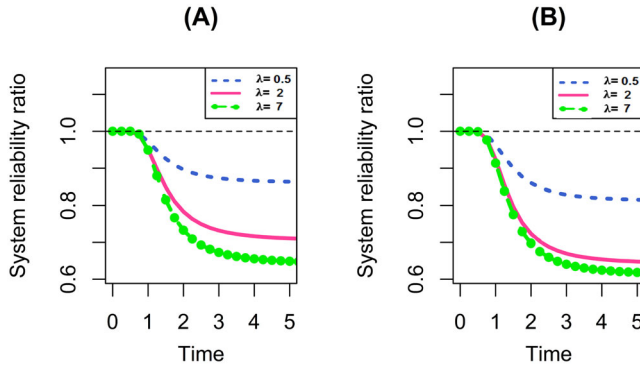 (A)
System reliability ratio
1.0
0.8
0.6
λ= 0.5
λ= 2
λ= 7
0 1 2 3 4 5
Time
(B)
System reliability ratio
1.0
0.8
0.6
λ= 0.5
λ= 2
λ= 7
0 1 2 3 4 5
Time